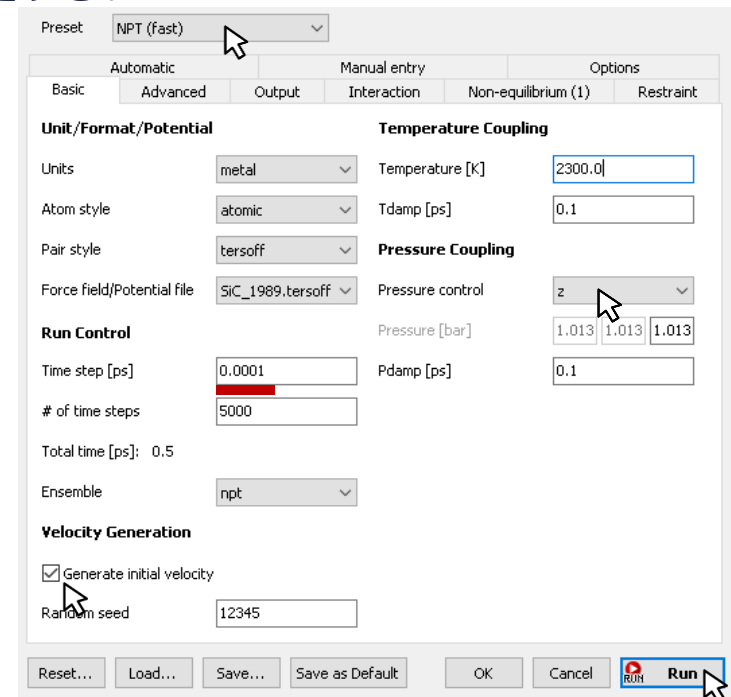 Preset NPT (fast)
Automatic Manual entry Options
Basic Advanced Output Interaction Non-equilibrium (1) Restraint
Unit/Format/Potential Temperature Coupling
Units metal Temperature [K] 2300.0
Atom style atomic Tdamp [ps] 0.1
Pair style tersoff Pressure Coupling
Force field/Potential file SiC_1989.tersoff Pressure control z
Run Control Pressure [bar] 1.013 1.013 1.013
Time step [ps] 0.0001 Pdamp [ps] 0.1
# of time steps 5000
Total time [ps]: 0.5
Ensemble npt
Velocity Generation
Generate initial velocity
Random seed 12345
Reset... Load... Save... Save as Default OK Cancel RUN Run